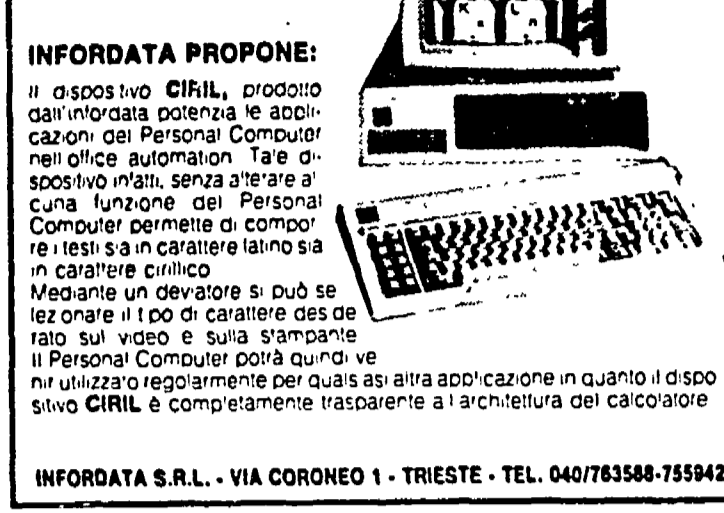 K L
INFORDATA PROPONE:
Il dispositivo CIRIL, prodotto
dall'infordata potenzia le appli-
cazioni del Personal Computer
nell office automation Tale di-
spositivo infatti, senza alterare al
cuna funzione del Personal
Computer permette di compor
re i testi sia in carattere latino sia
in carattere cirillico
Mediante un deviatore si può se
lezionare il tipo di carattere deside
rato sul video e sulla stampante
Il Personal Computer potrà quindi ve
nir utilizzato regolarmente per qualsiasi altra applicazione in quanto il dispo
sitivo CIRIL è completamente trasparente all architettura del calcolatore
INFORDATA S.R.L. - VIA CORONEO 1 - TRIESTE - TEL. 040/763588-755942